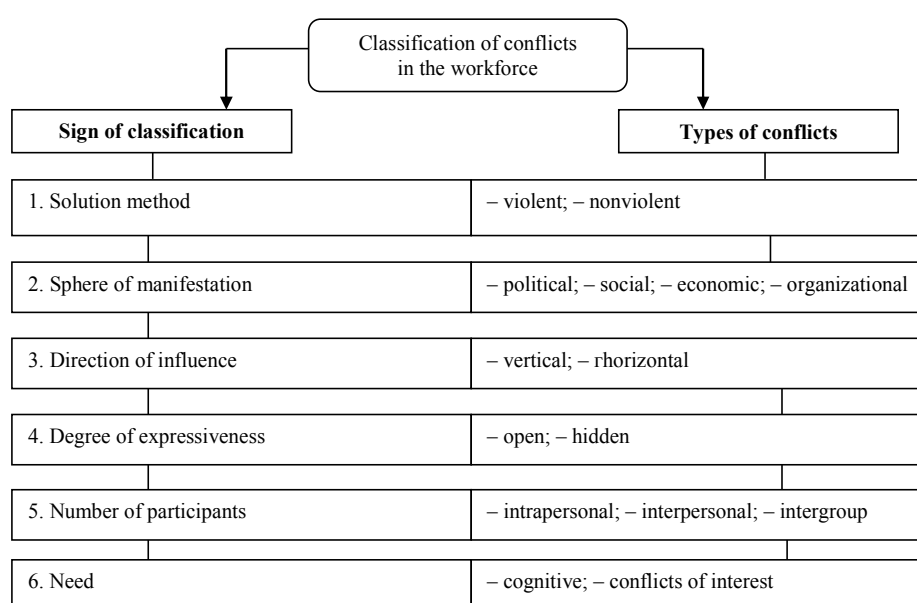 Classification of conflicts
in the workforce
Sign of classification
Types of conflicts
1. Solution method
– violent; – nonviolent
2. Sphere of manifestation
– political; – social; – economic; – organizational
3. Direction of influence
– vertical; – гhorizontal
4. Degree of expressiveness
– open; – hidden
5. Number of participants
– intrapersonal; – interpersonal; – intergroup
6. Need
– cognitive; – conflicts of interest